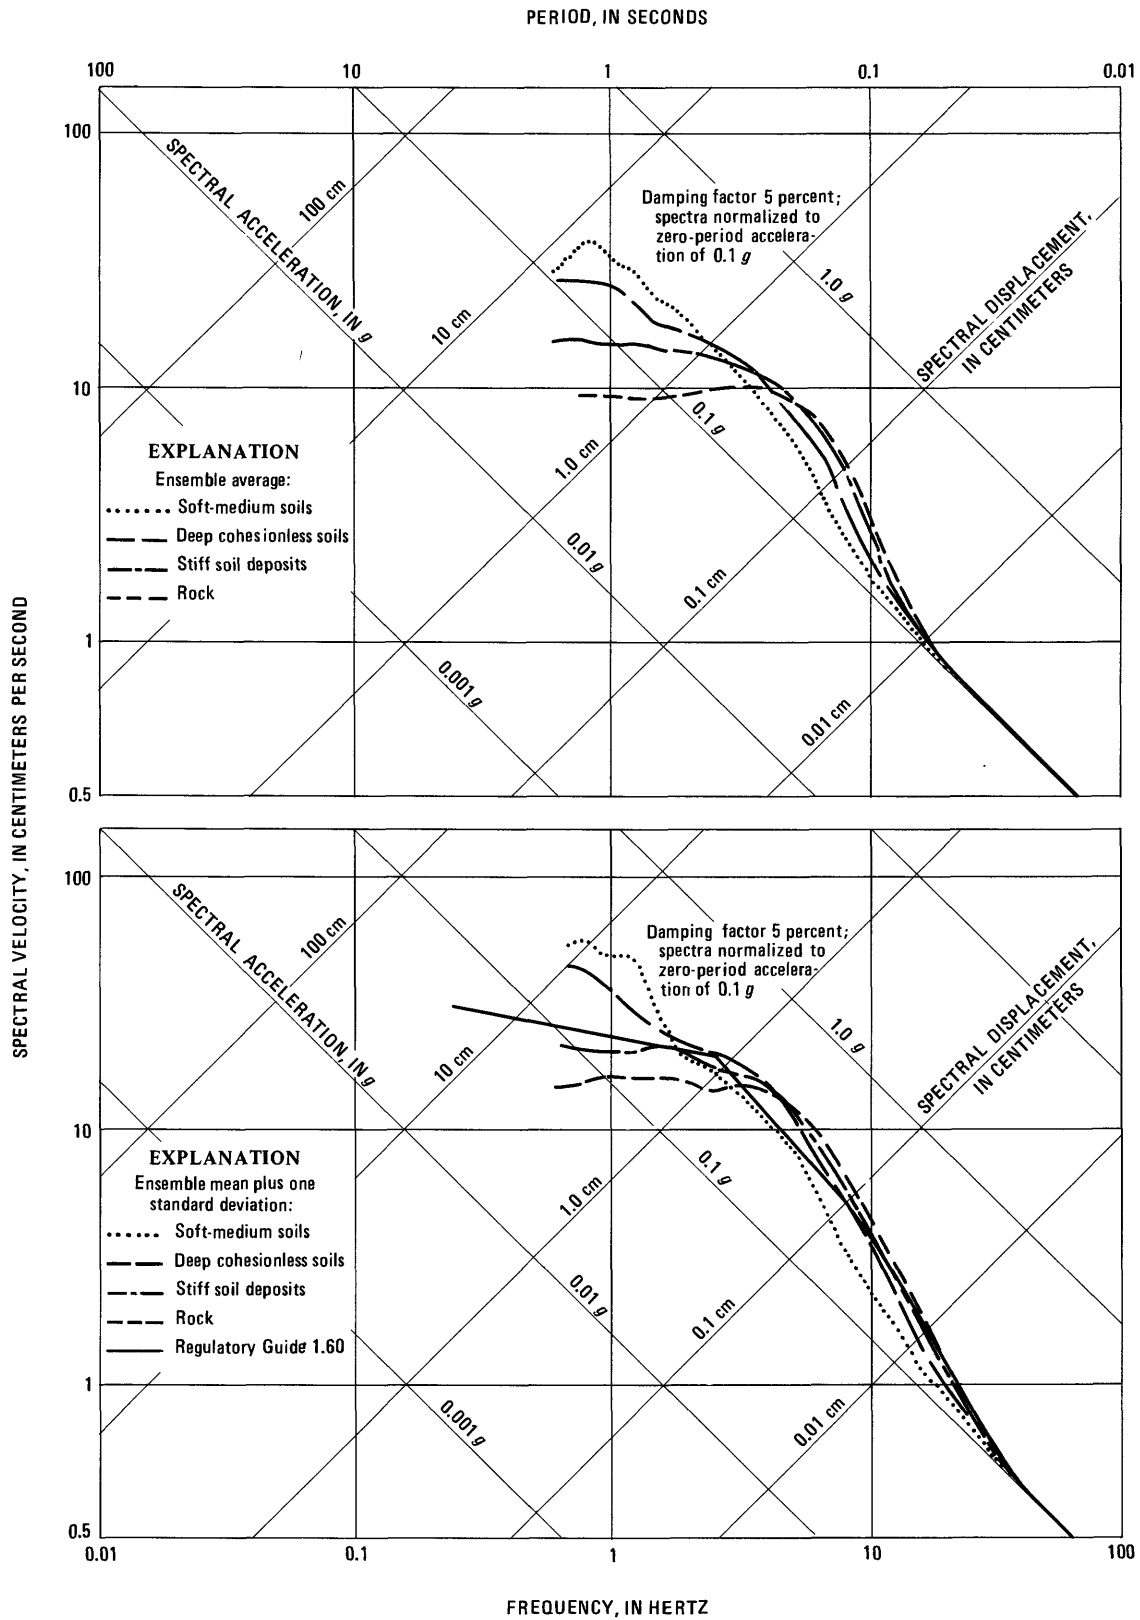 PERIOD, IN SECONDS
100 10 1 0.1 0.01
100
SPECTRAL ACCELERATION, IN g
100 cm
Damping factor 5 percent;
spectra normalized to
zero-period accelera-
tion of 0.1 g
10 cm
1.0 g
SPECTRAL DISPLACEMENT,
IN CENTIMETERS
10
0.1 g
1.0 cm
EXPLANATION
Ensemble average:
Soft-medium soils
Deep cohesionless soils
Stiff soil deposits
Rock
0.01 g
0.1 cm
1
0.001 g
0.01 cm
0.5
SPECTRAL VELOCITY, IN CENTIMETERS PER SECOND
100
SPECTRAL ACCELERATION, IN g
100 cm
Damping factor 5 percent;
spectra normalized to
zero-period accelera-
tion of 0.1 g
10 cm
1.0 g
SPECTRAL DISPLACEMENT,
IN CENTIMETERS
10
0.1 g
1.0 cm
EXPLANATION
Ensemble mean plus one
standard deviation:
Soft-medium soils
Deep cohesionless soils
Stiff soil deposits
Rock
Regulatory Guide 1.60
0.01 g
0.1 cm
1
0.001 g
0.01 cm
0.5
0.01 0.1 1 10 100
FREQUENCY, IN HERTZ